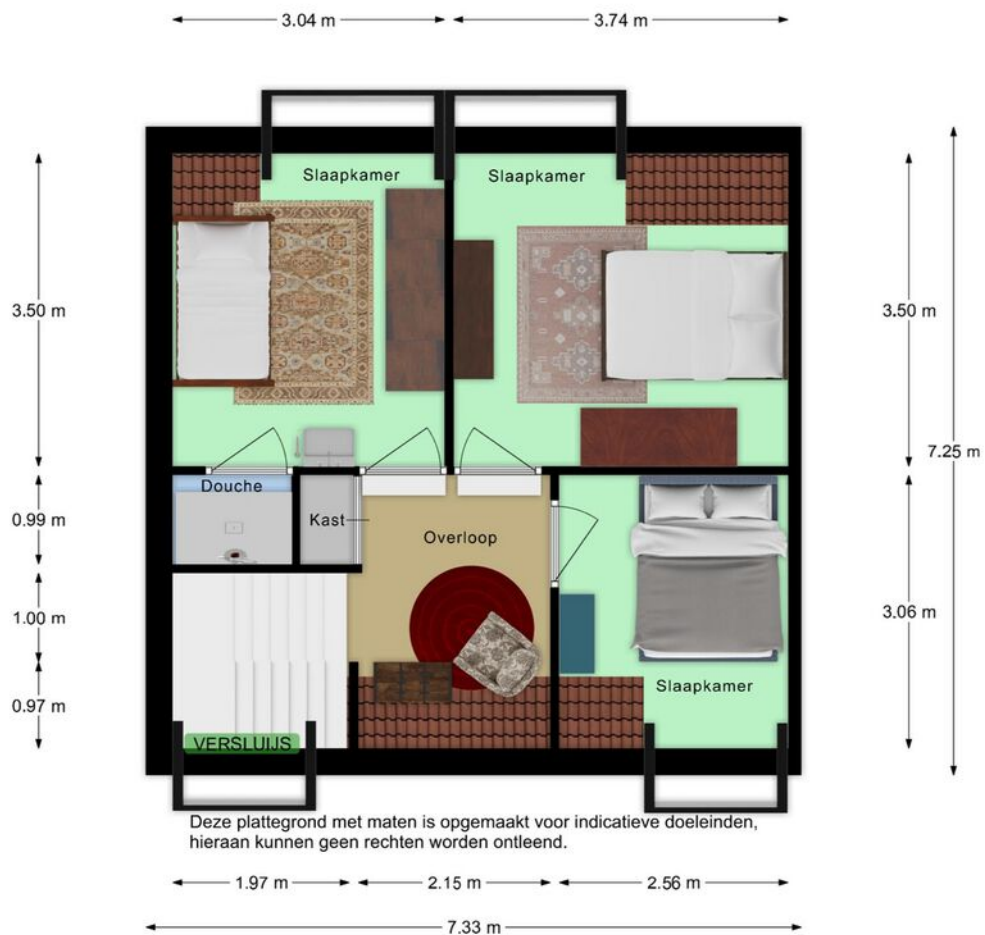 3.04 m
3.74 m
Slaapkamer
Slaapkamer
3.50 m
3.50 m
7.25 m
Douche
0.99 m
Kast
Overloop
1.00 m
3.06 m
0.97 m
Slaapkamer
VERSLUIJS
Deze plattegrond met maten is opgemaakt voor indicatieve doeleinden,
hieraan kunnen geen rechten worden ontleend.
1.97 m
2.15 m
2.56 m
7.33 m